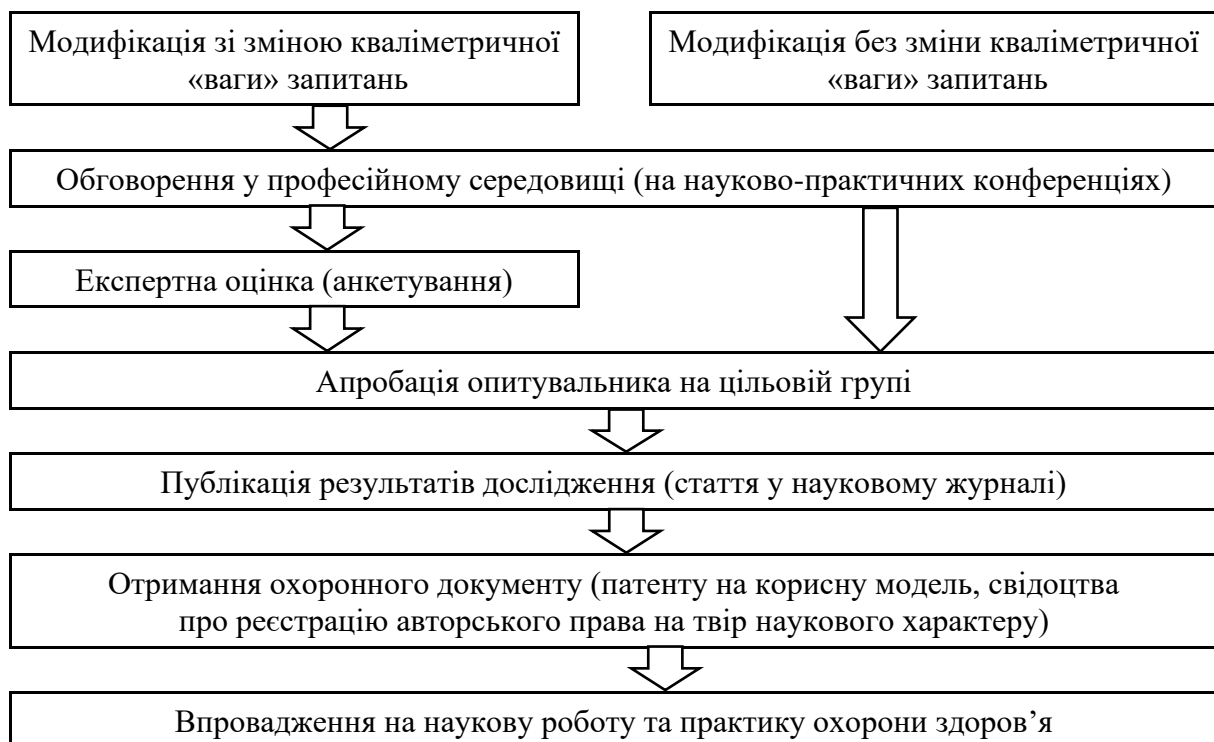 Модифікація зі зміною кваліметричної
«ваги» запитань
Модифікація без зміни кваліметричної
«ваги» запитань
Обговорення у професійному середовищі (на науково-практичних конференціях)
Експертна оцінка (анкетування)
Апробація опитувальника на цільовій групі
Публікація результатів дослідження (стаття у науковому журналі)
Отримання охоронного документу (патенту на корисну модель, свідоцтва
про реєстрацію авторського права на твір наукового характеру)
Впровадження на наукову роботу та практику охорони здоров’я